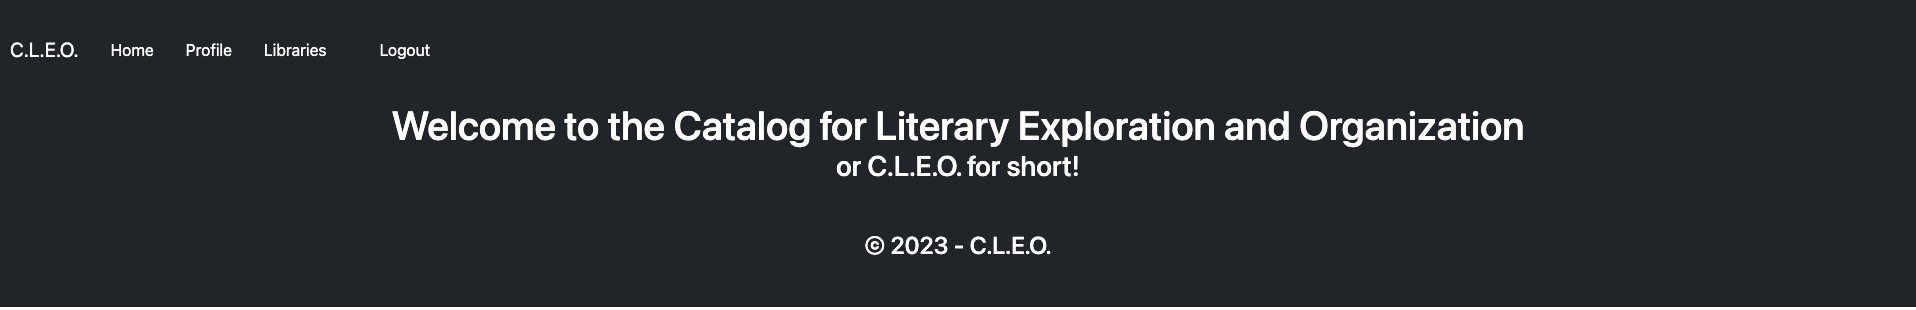 C.L.E.O. Home Profile Libraries Logout
Welcome to the Catalog for Literary Exploration and Organization
or C.L.E.O. for short!
© 2023 - C.L.E.O.